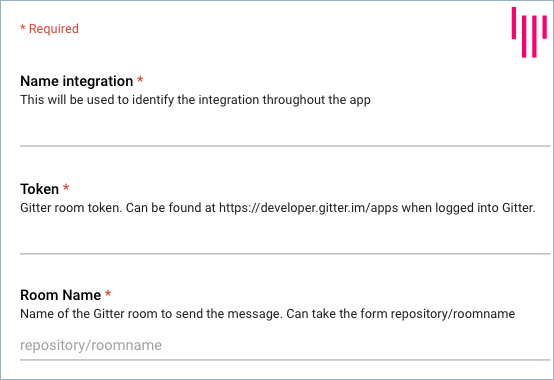 * Required
Name integration *
This will be used to identify the integration throughout the app
Token *
Gitter room token. Can be found at https://developer.gitter.im/apps when logged into Gitter.
Room Name *
Name of the Gitter room to send the message. Can take the form repository/roomname
repository/roomname